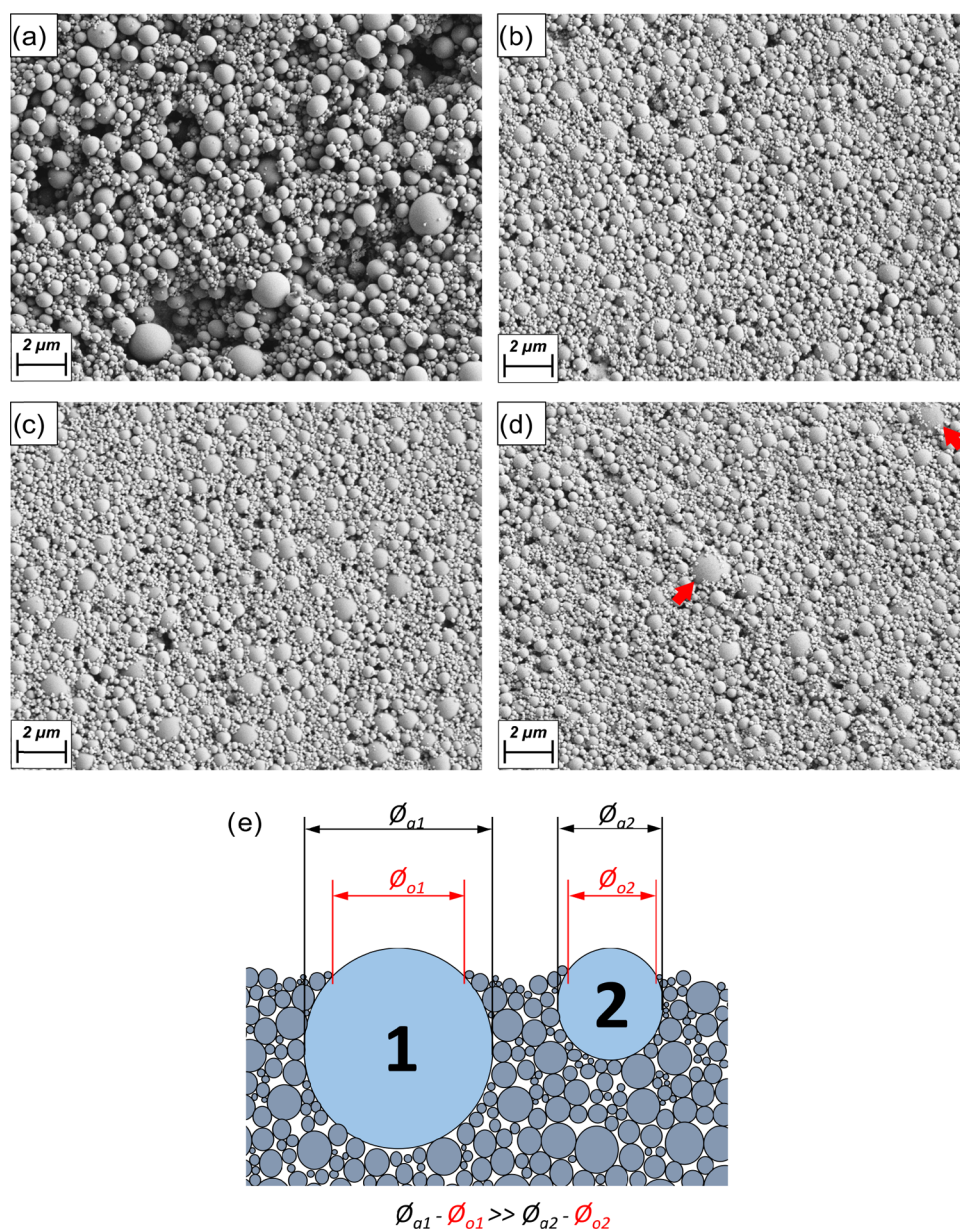 (a)
2 µm
(b)
2 µm
(c)
2 µm
(d)
2 µm
(e)
Øa1
Øa2
Øo1
Øo2
1
2
Øa1 - Øo1 >> Øa2 - Øo2